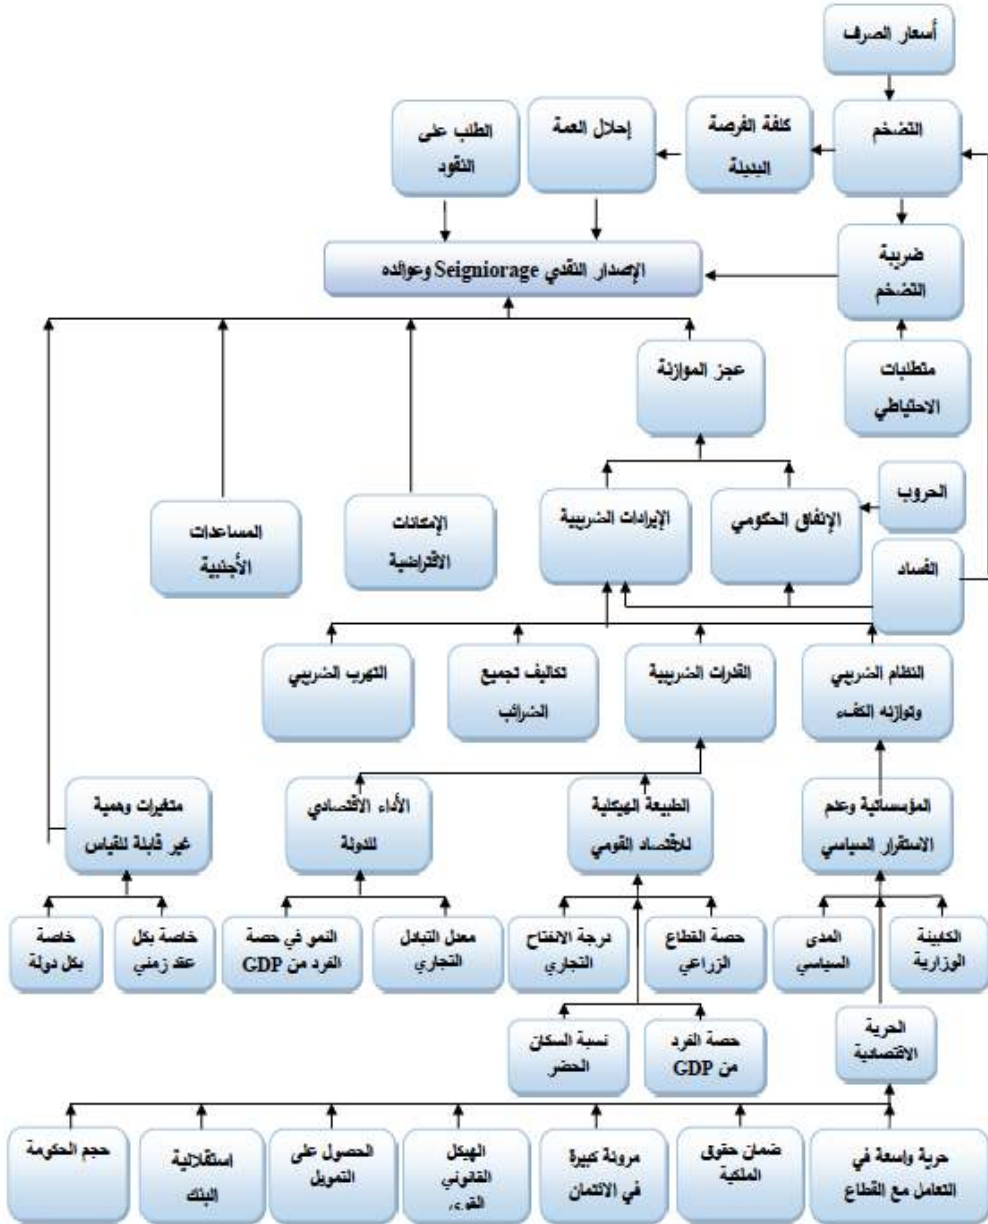 أسعار الصرف
التضخم
كلفة الفرصة
البديلة
إحلال العمة
الطلب على
النقود
ضريبة
التضخم
الإصدار النقدي Seigniorage وعوائده
متطلبات
الاحتياطي
عجز الموازنة
الحروب
الإنفاق الحكومي
الإيرادات الضريبية
الإمكانات
الاقتراضية
المساعدات
الأجنبية
الفساد
النظام الضريبي
وتوازنه الكفء
القدرات الضريبية
تكاليف تجميع
الضرائب
التهرب الضريبي
المؤسساتية وعدم
الاستقرار السياسي
الطبيعة الهيكلية
للاقتصاد القومي
الأداء الاقتصادي
للدولة
متغيرات وهمية
غير قابلة للقياس
الكابينة
الوزارية
المدى
السياسي
حصة القطاع
الزراعي
درجة الانفتاح
التجاري
معدل التبادل
التجاري
النمو في حصة
الفرد من GDP
خاصة بكل
عقد زمني
خاصة
بكل دولة
الحرية
الاقتصادية
حصة الفرد
من GDP
نسبة السكان
الحضر
حرية واسعة في
التعامل مع القطاع
ضمان حقوق
الملكية
مرونة كبيرة
في الائتمان
الهيكل
القانوني
القوي
الحصول على
التمويل
استقلالية
البنك
حجم الحكومة